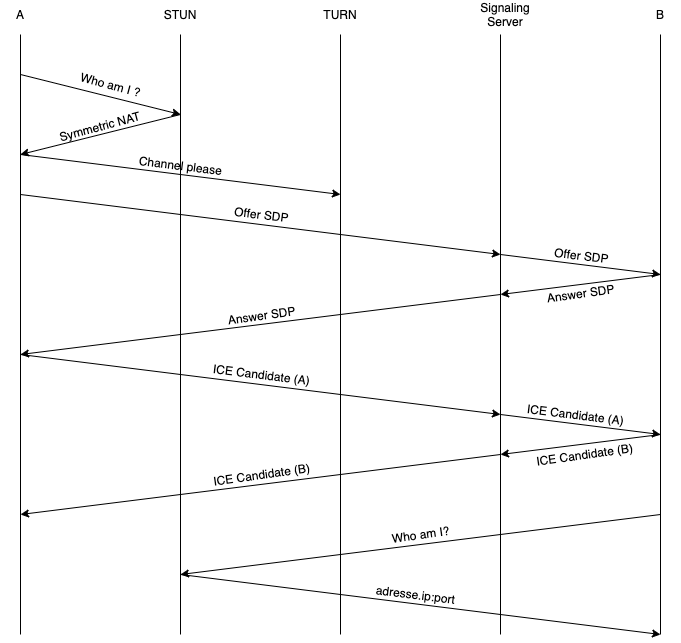 A
STUN
TURN
Signaling
Server
B
Who am I ?
Symmetric NAT
Channel please
Offer SDP
Offer SDP
Answer SDP
Answer SDP
ICE Candidate (A)
ICE Candidate (A)
ICE Candidate (B)
ICE Candidate (B)
Who am I?
adresse.ip:port